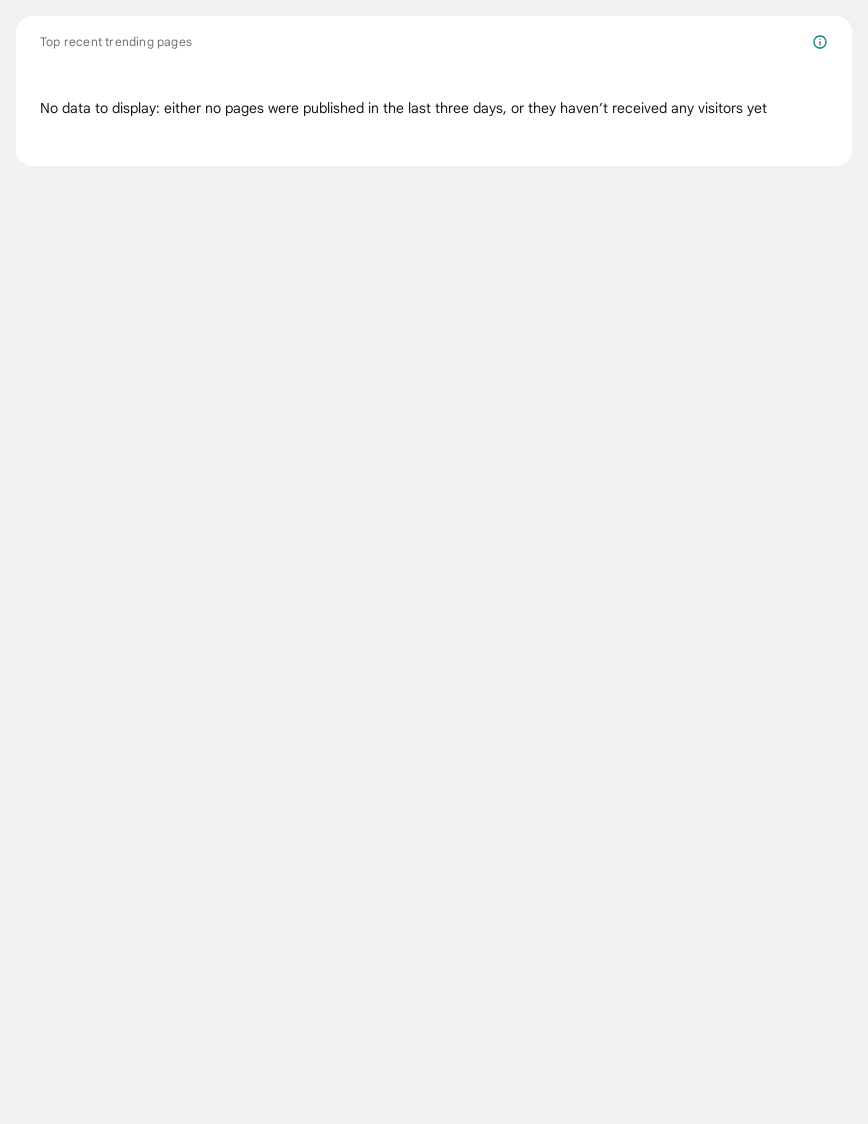 Top recent trending pages
No data to display: either no pages were published in the last three days, or they haven’t received any visitors yet